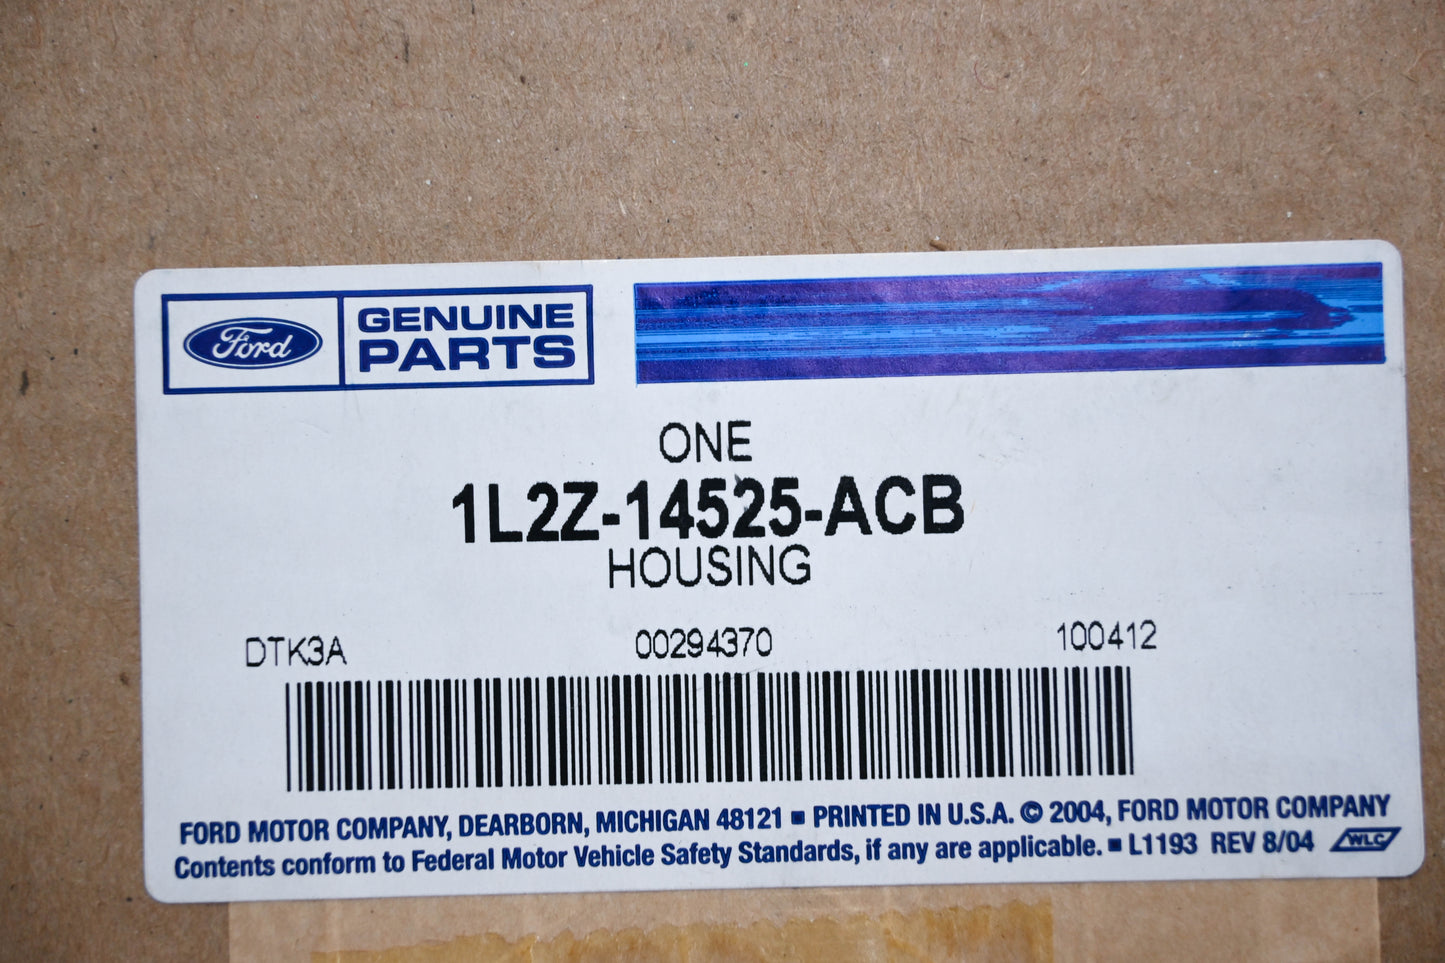 Ford
GENUINE
PARTS
ONE
1L2Z-14525-ACB
HOUSING
DTK3A 00294370 100412
FORD MOTOR COMPANY, DEARBORN, MICHIGAN 48121 ■ PRINTED IN U.S.A. © 2004, FORD MOTOR COMPANY
Contents conform to Federal Motor Vehicle Safety Standards, if any are applicable. ■ L1193 REV 8/04 WLC